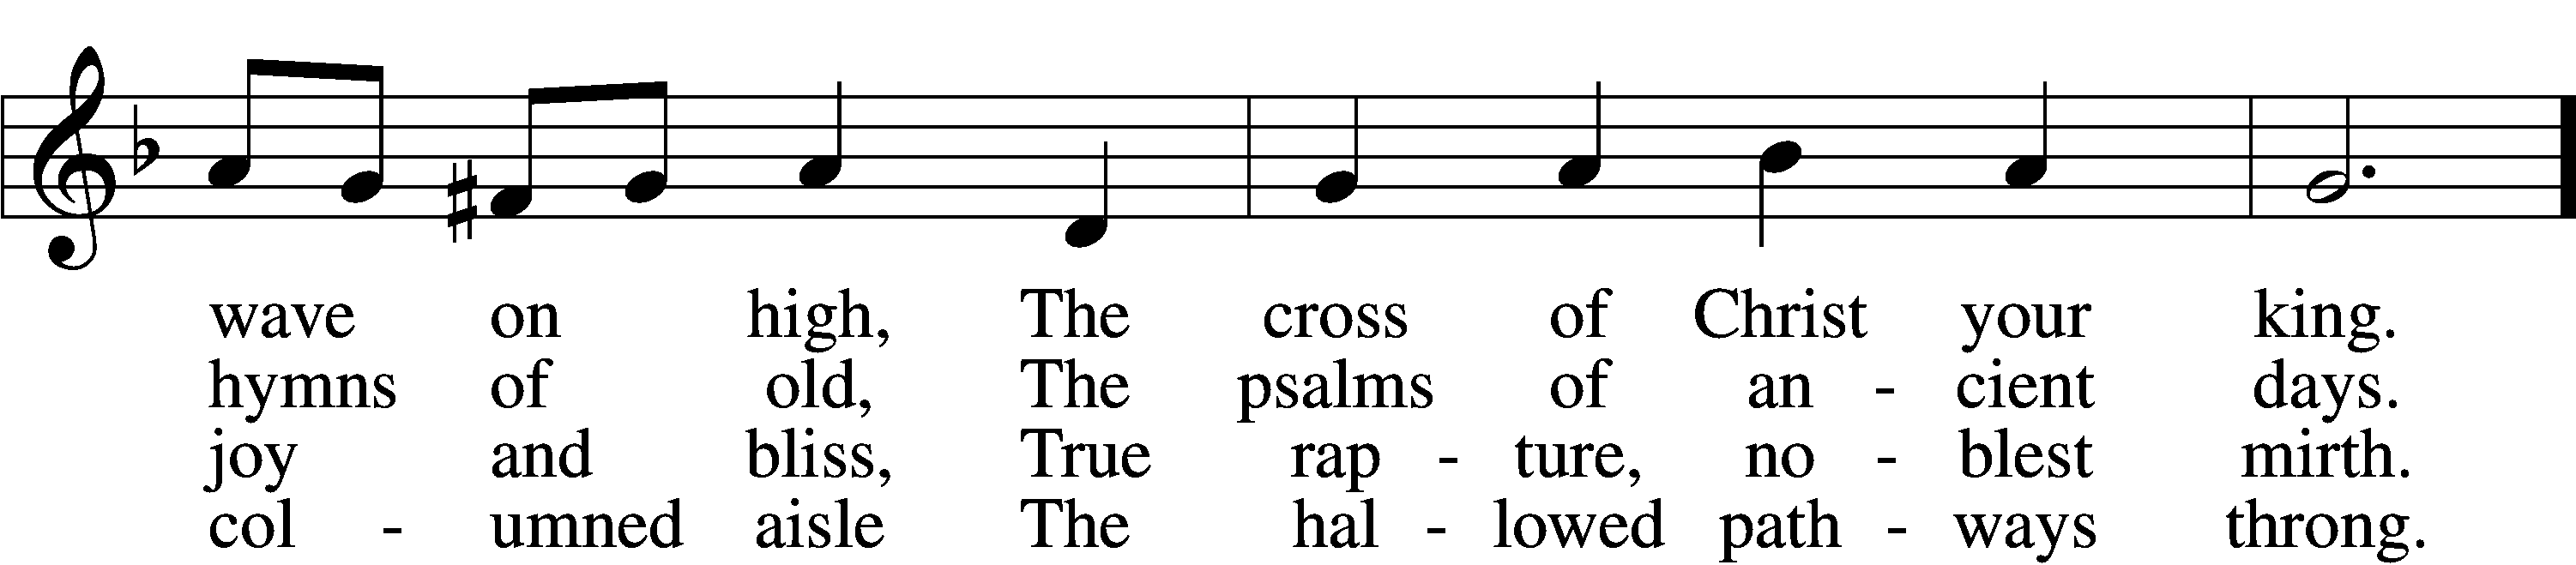 wave on high, The cross of Christ your king.
hymns of old, The psalms of an - cient days.
joy and bliss, True rap - ture, no - blest mirth.
col - umned aisle The hal - lowed path - ways throng.